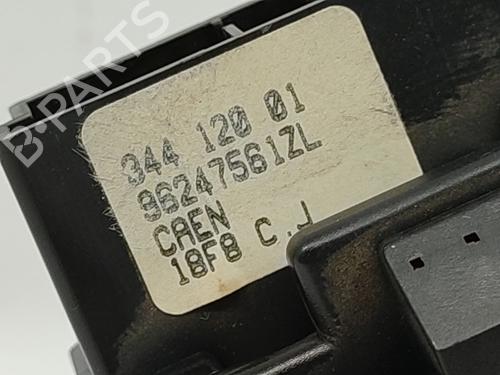 B-PARTS
344 120 01
96247561ZL
CAEN
18F8 C.J